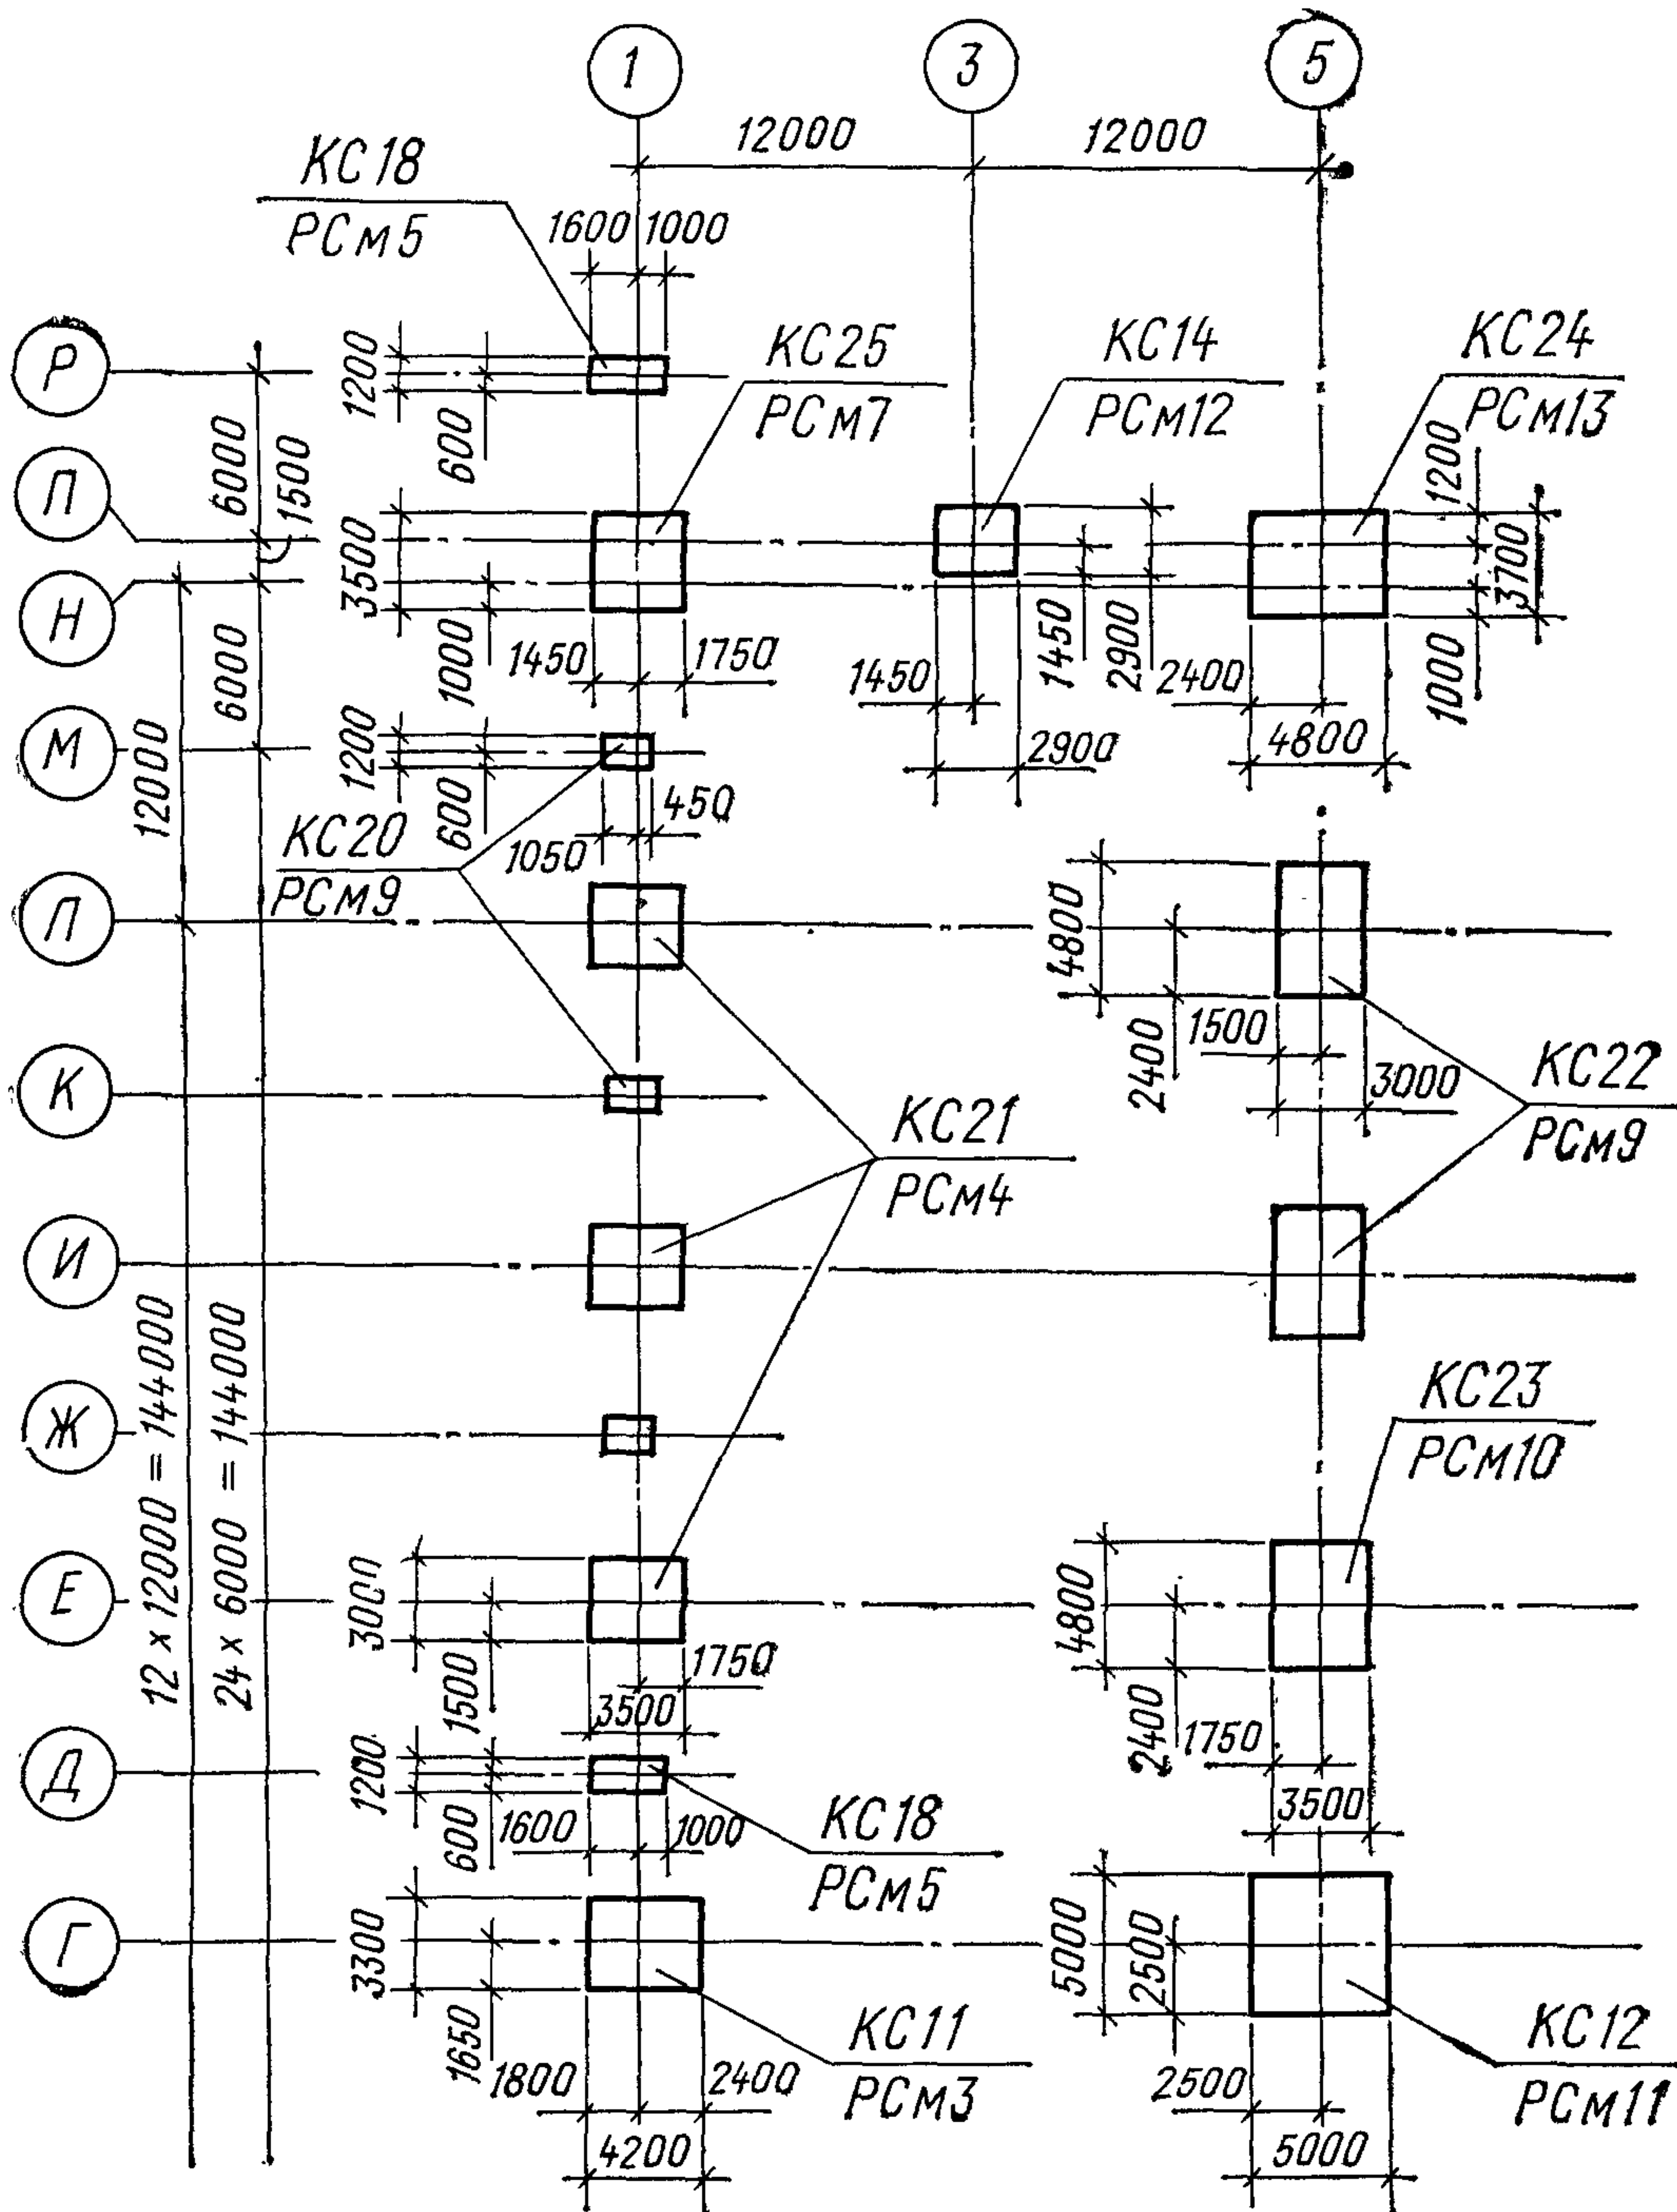 1
3
5
12000
12000
КС18
РСм5
1600
1000
Р
1200
600
КС25
РСм7
КС14
РСм12
КС24
РСм13
6000
1500
П
Н
3500
1000
1450
1750
1450
2900
1450
2900
2400
4800
1200
3700
1000
6000
12000
М
1200
600
450
1050
КС20
РСм9
Л
4800
2400
1500
3000
КС22
РСм9
К
КС21
РСм4
И
12 x 12000 = 144000
24 x 6000 = 144000
Ж
КС23
РСм10
Е
3000
1500
1750
3500
4800
2400
1750
3500
Д
1200
600
1600
1000
КС18
РСм5
Г
3300
1650
1800
2400
4200
КС11
РСм3
5000
2500
2500
5000
КС12
РСм11